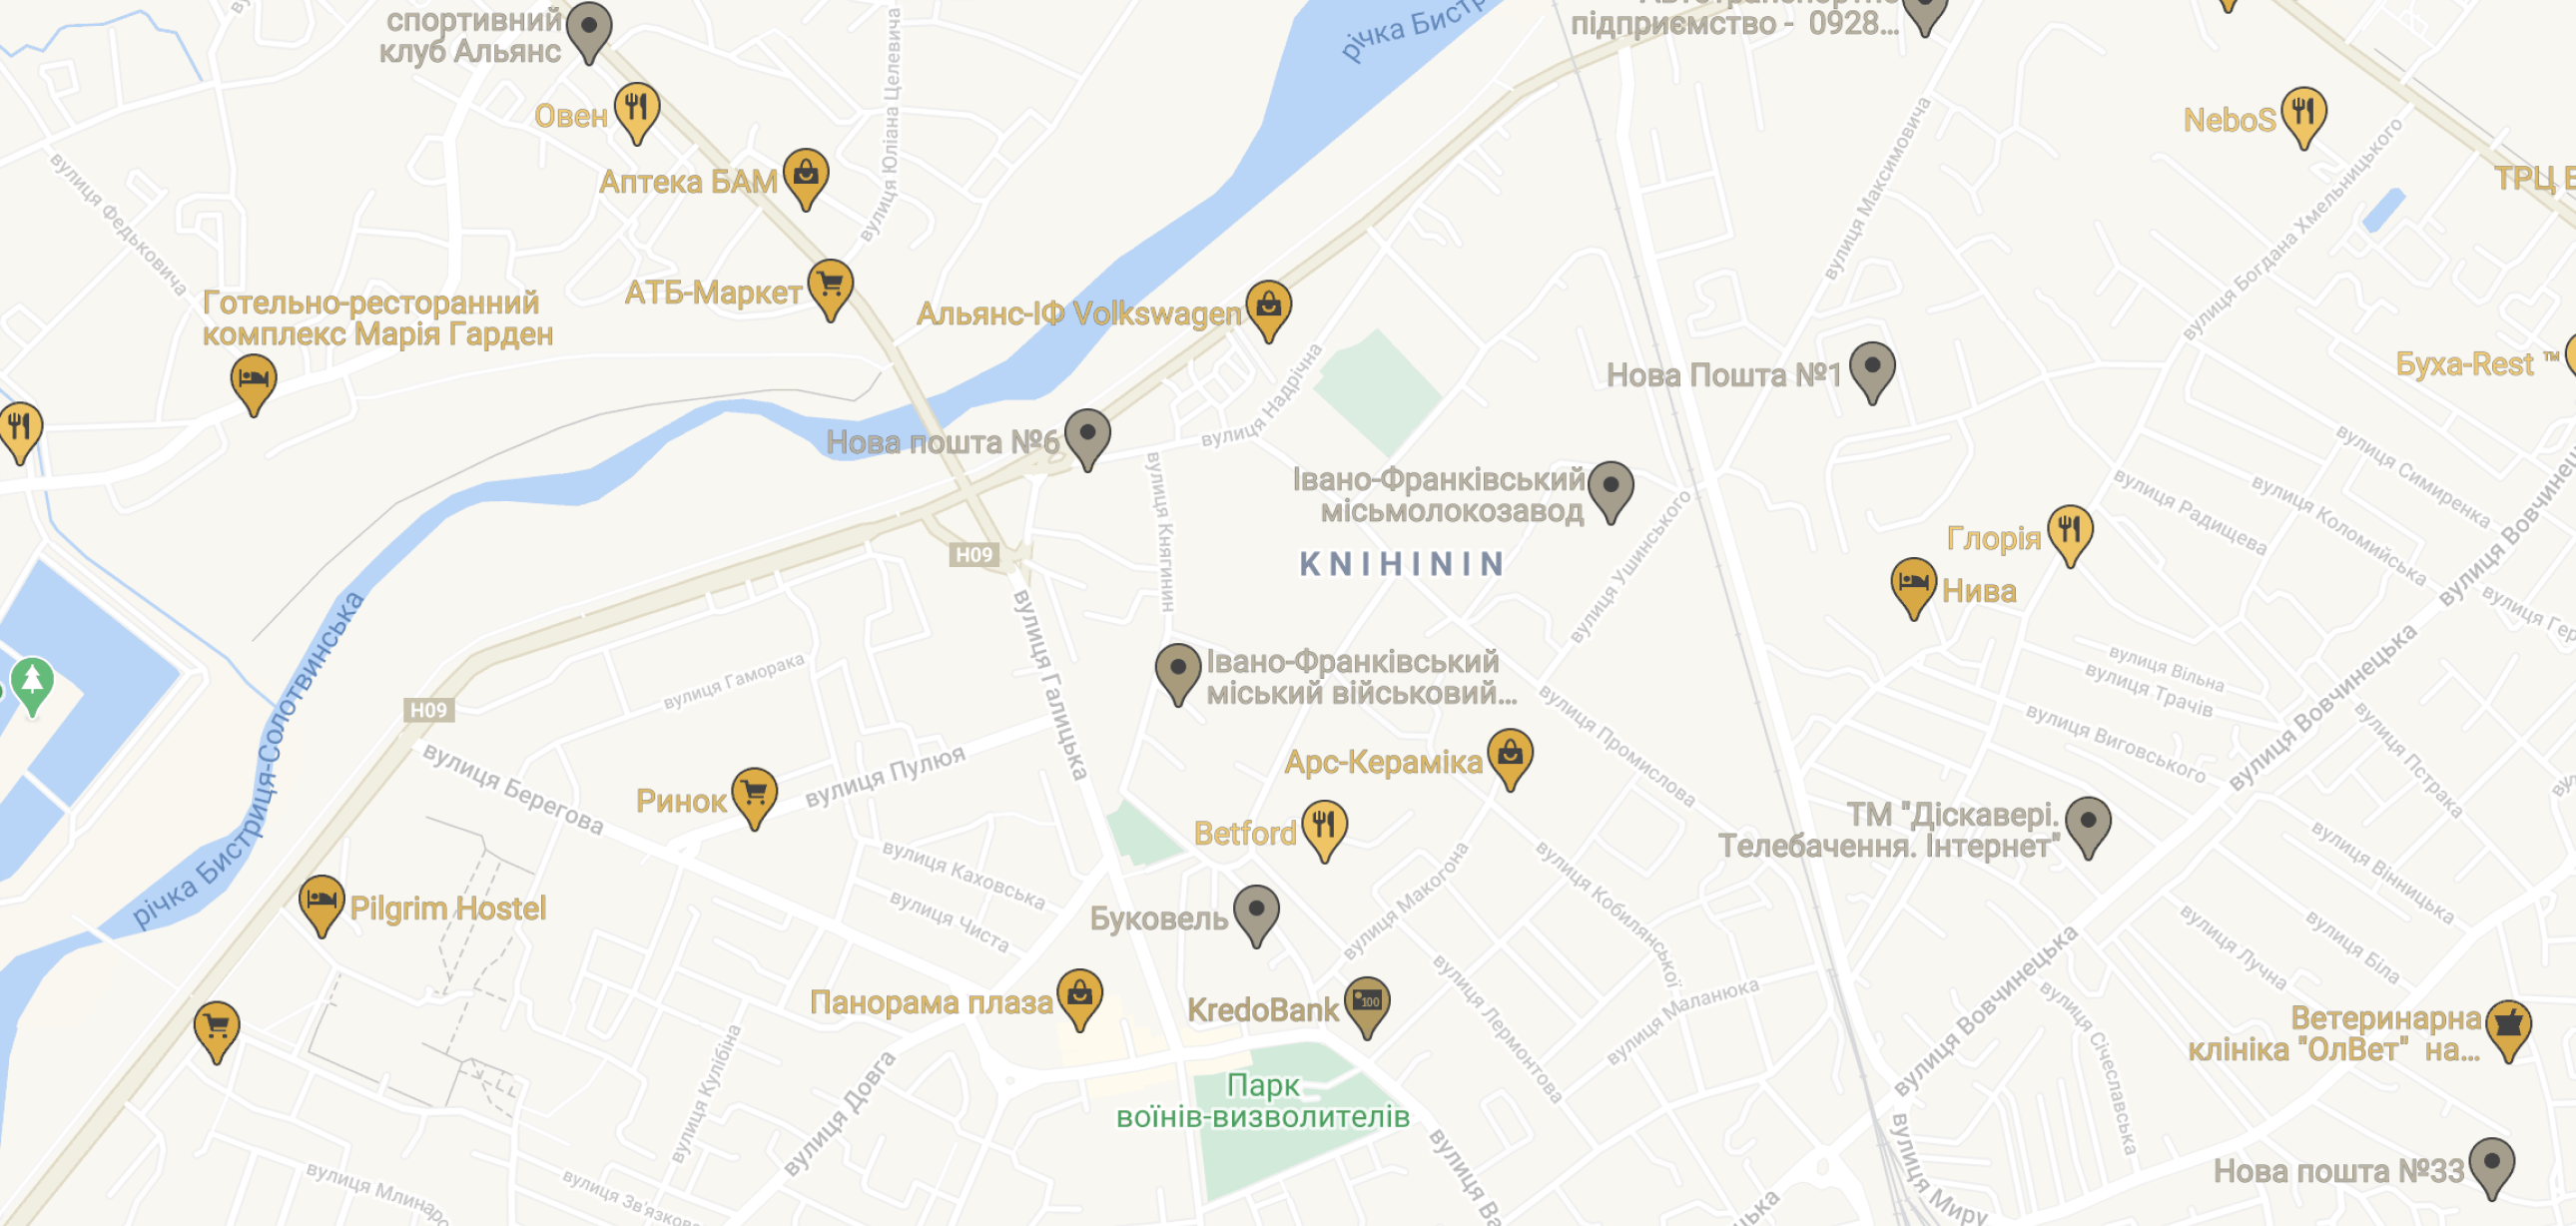 спортивний
клуб Альянс
річка Бистр
підприємство - 0928...
Овен
вулиця Юліана Целевича
NeboS
Аптека БАМ
вулиця Федьковича
вулиця Максимовича
вулиця Богдана Хмельницького
ТРЦ
Готельно-ресторанний
комплекс Марія Гарден
АТБ-Маркет
Альянс-ІФ Volkswagen
вулиця Надрічна
Нова Пошта №1
Буха-Rest ™
Нова пошта №6
вулиця Княгинин
Івано-Франківський
місьмолокозавод
KNIHININ
вулиця Ушинського
вулиця Симиренка
вулиця Радищева
вулиця Коломийська
вулиця Вовчинец
Глорія
Нива
H09
вулиця Галицька
вулиця Гер
річка Бистриця-Солотвинська
вулиця Гаморака
Івано-Франківський
міський військовий...
вулиця Вільна
вулиця Трачів
вулиця Виговського
вулиця Вовчинецька
вулиця Пстрака
H09
вулиця Берегова
вулиця Пулюя
Ринок
Арс-Кераміка
вулиця Промислова
Betford
ТМ "Діскавері.
Телебачення. Інтернет"
вулиця Каховська
вулиця Чиста
вулиця Макогона
вулиця Кобилянської
вулиця Вінницька
вулиця Біла
вулиця Лучна
Pilgrim Hostel
Буковель
Панорама плаза
KredoBank
100
вулиця Лермонтова
вулиця Маланюка
вулиця Вовчинецька
вулиця Січеславська
Ветеринарна
клініка "ОлВет" на...
вулиця Кулібіна
вулиця Довга
Парк
воїнів-визволителів
вулиця Млинар
вулиця Зв'язков
вулиця Ва
цька
вулиця Миру
Нова пошта №33